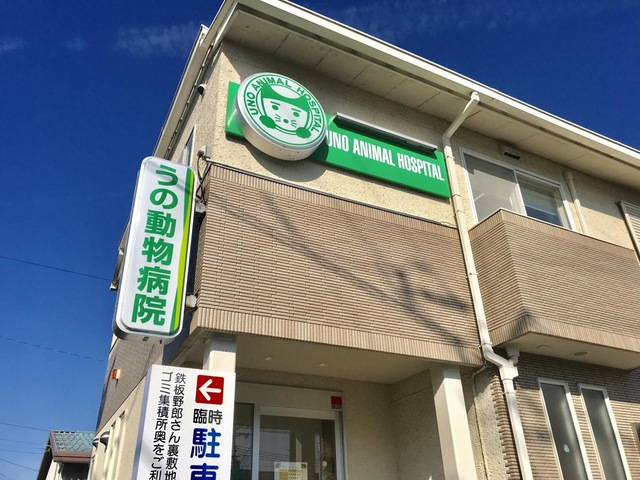 UNO ANIMAL HOSPITAL
UNO ANIMAL HOSPITAL
うの動物病院
臨時
駐車
鉄板野郎さん裏敷地
ゴミ集積所奥をご利